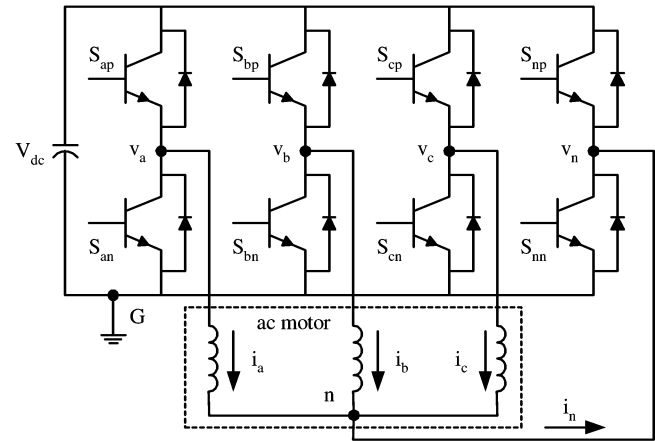 S_ap S_bp S_cp S_np
V_dc v_a v_b v_c v_n
S_an S_bn S_cn S_nn
G
ac motor
i_a i_b i_c
n
i_n